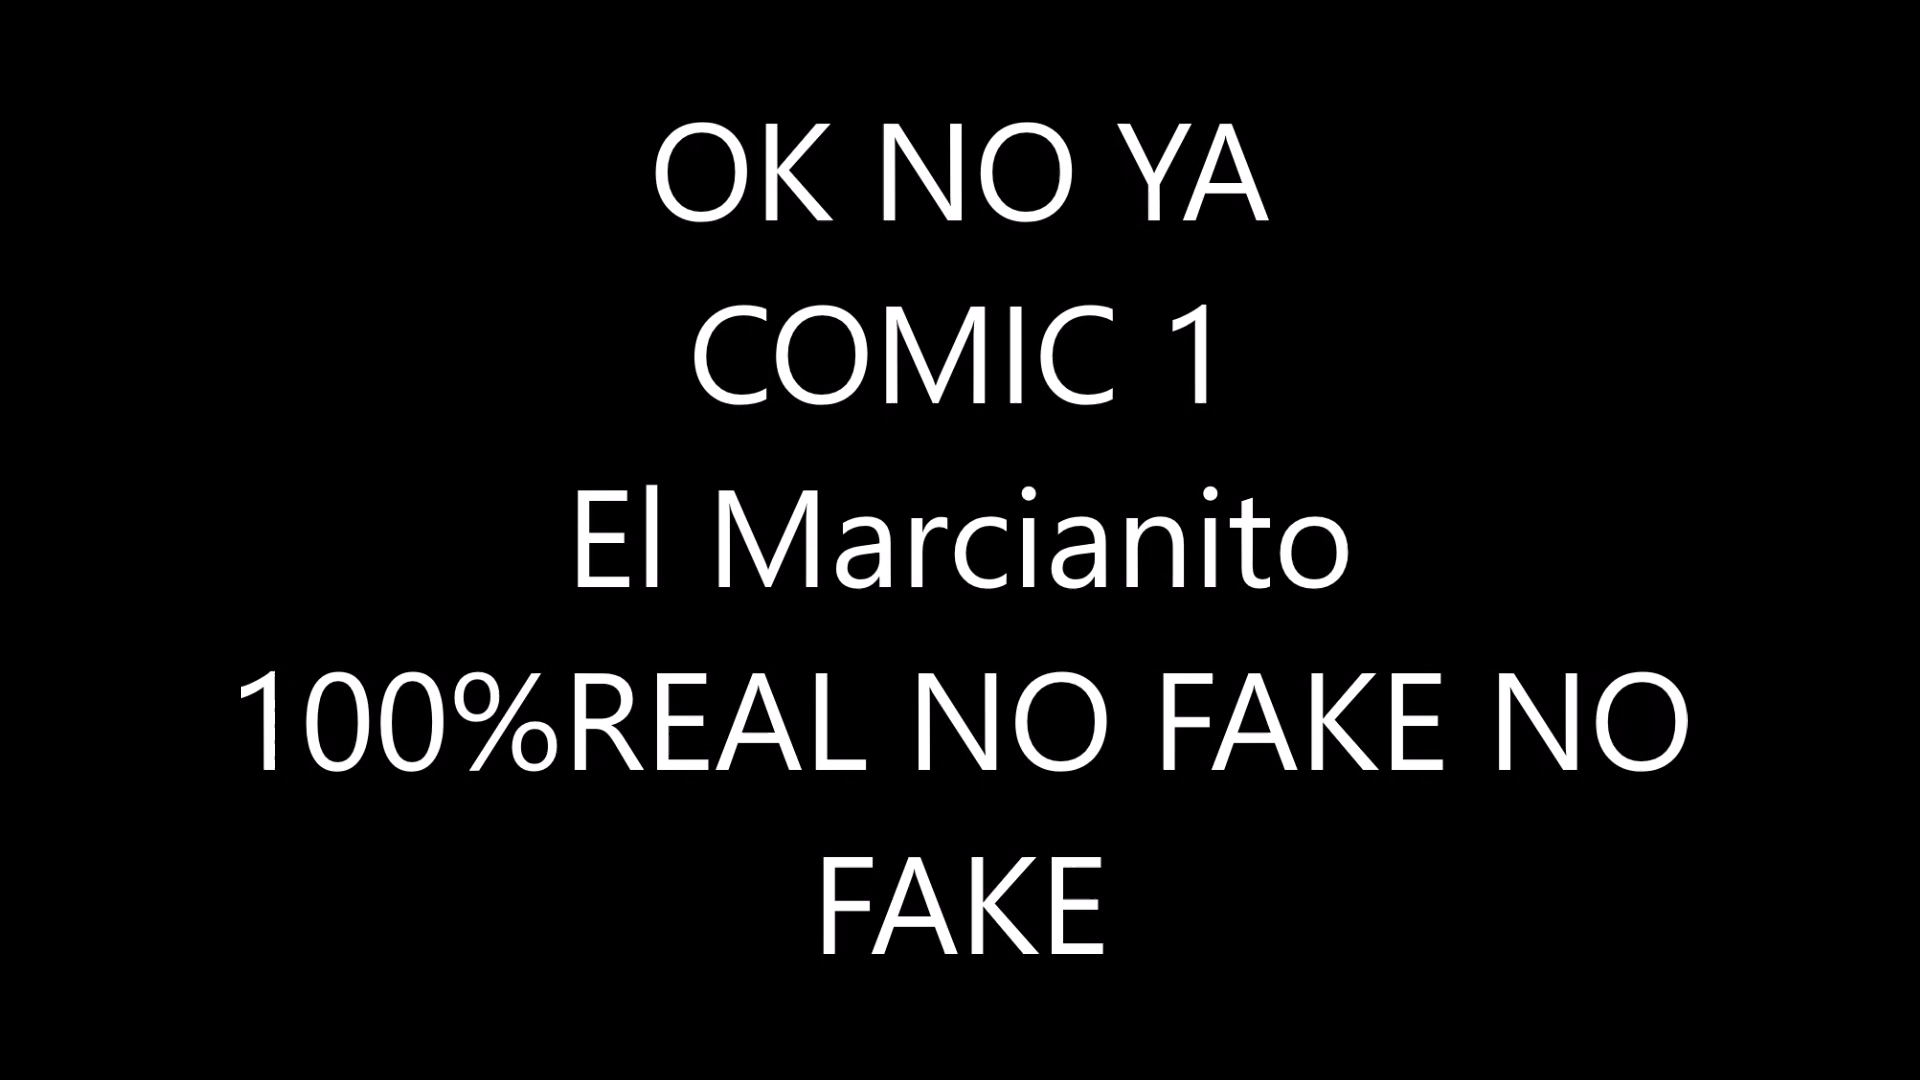 OK NO YA
COMIC 1
El Marcianito
100%REAL NO FAKE NO
FAKE